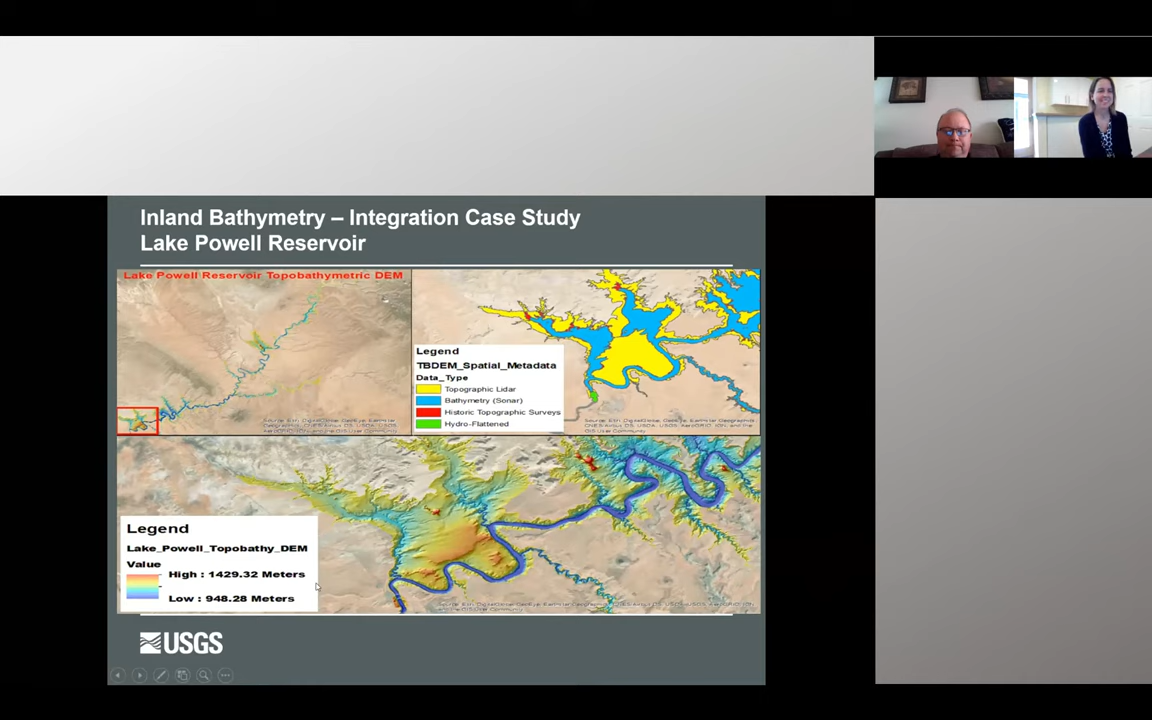 Inland Bathymetry – Integration Case Study
Lake Powell Reservoir
Lake Powell Reservoir Topobathymetric DEM
Legend
TBDEM_Spatial_Metadata
Data_Type
Topographic Lidar
Bathymetry (Sonar)
Historic Topographic Surveys
Hydro-Flattened
Legend
Lake_Powell_Topobathy_DEM
Value
High : 1429.32 Meters
Low : 948.28 Meters
USGS